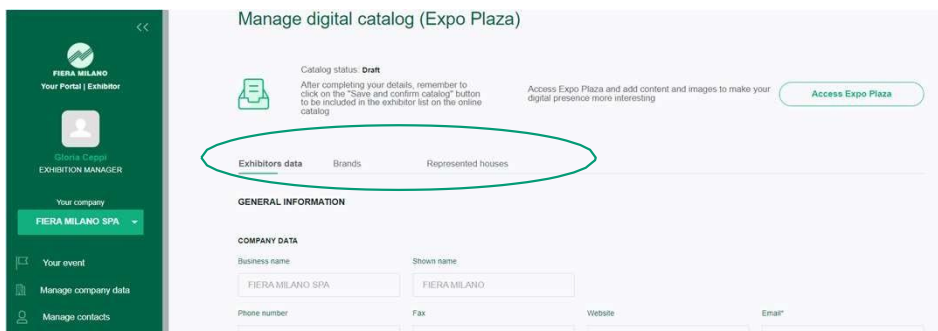 <<
Manage digital catalog (Expo Plaza)
FIERA MILANO
Your Portal | Exhibitor
Gloria Ceppi
EXHIBITION MANAGER
Your company
FIERA MILANO SPA
Your event
Manage company data
Manage contacts
Catalog status: Draft
After completing your details, remember to
click on the "Save and confirm catalog" button
to be included in the exhibitor list on the online
catalog
Access Expo Plaza and add content and images to make your
digital presence more interesting
Access Expo Plaza
Exhibitors data Brands Represented houses
GENERAL INFORMATION
COMPANY DATA
Business name Shown name
FIERA MILANO SPA FIERA MILANO
Phone number Fax Website Email*